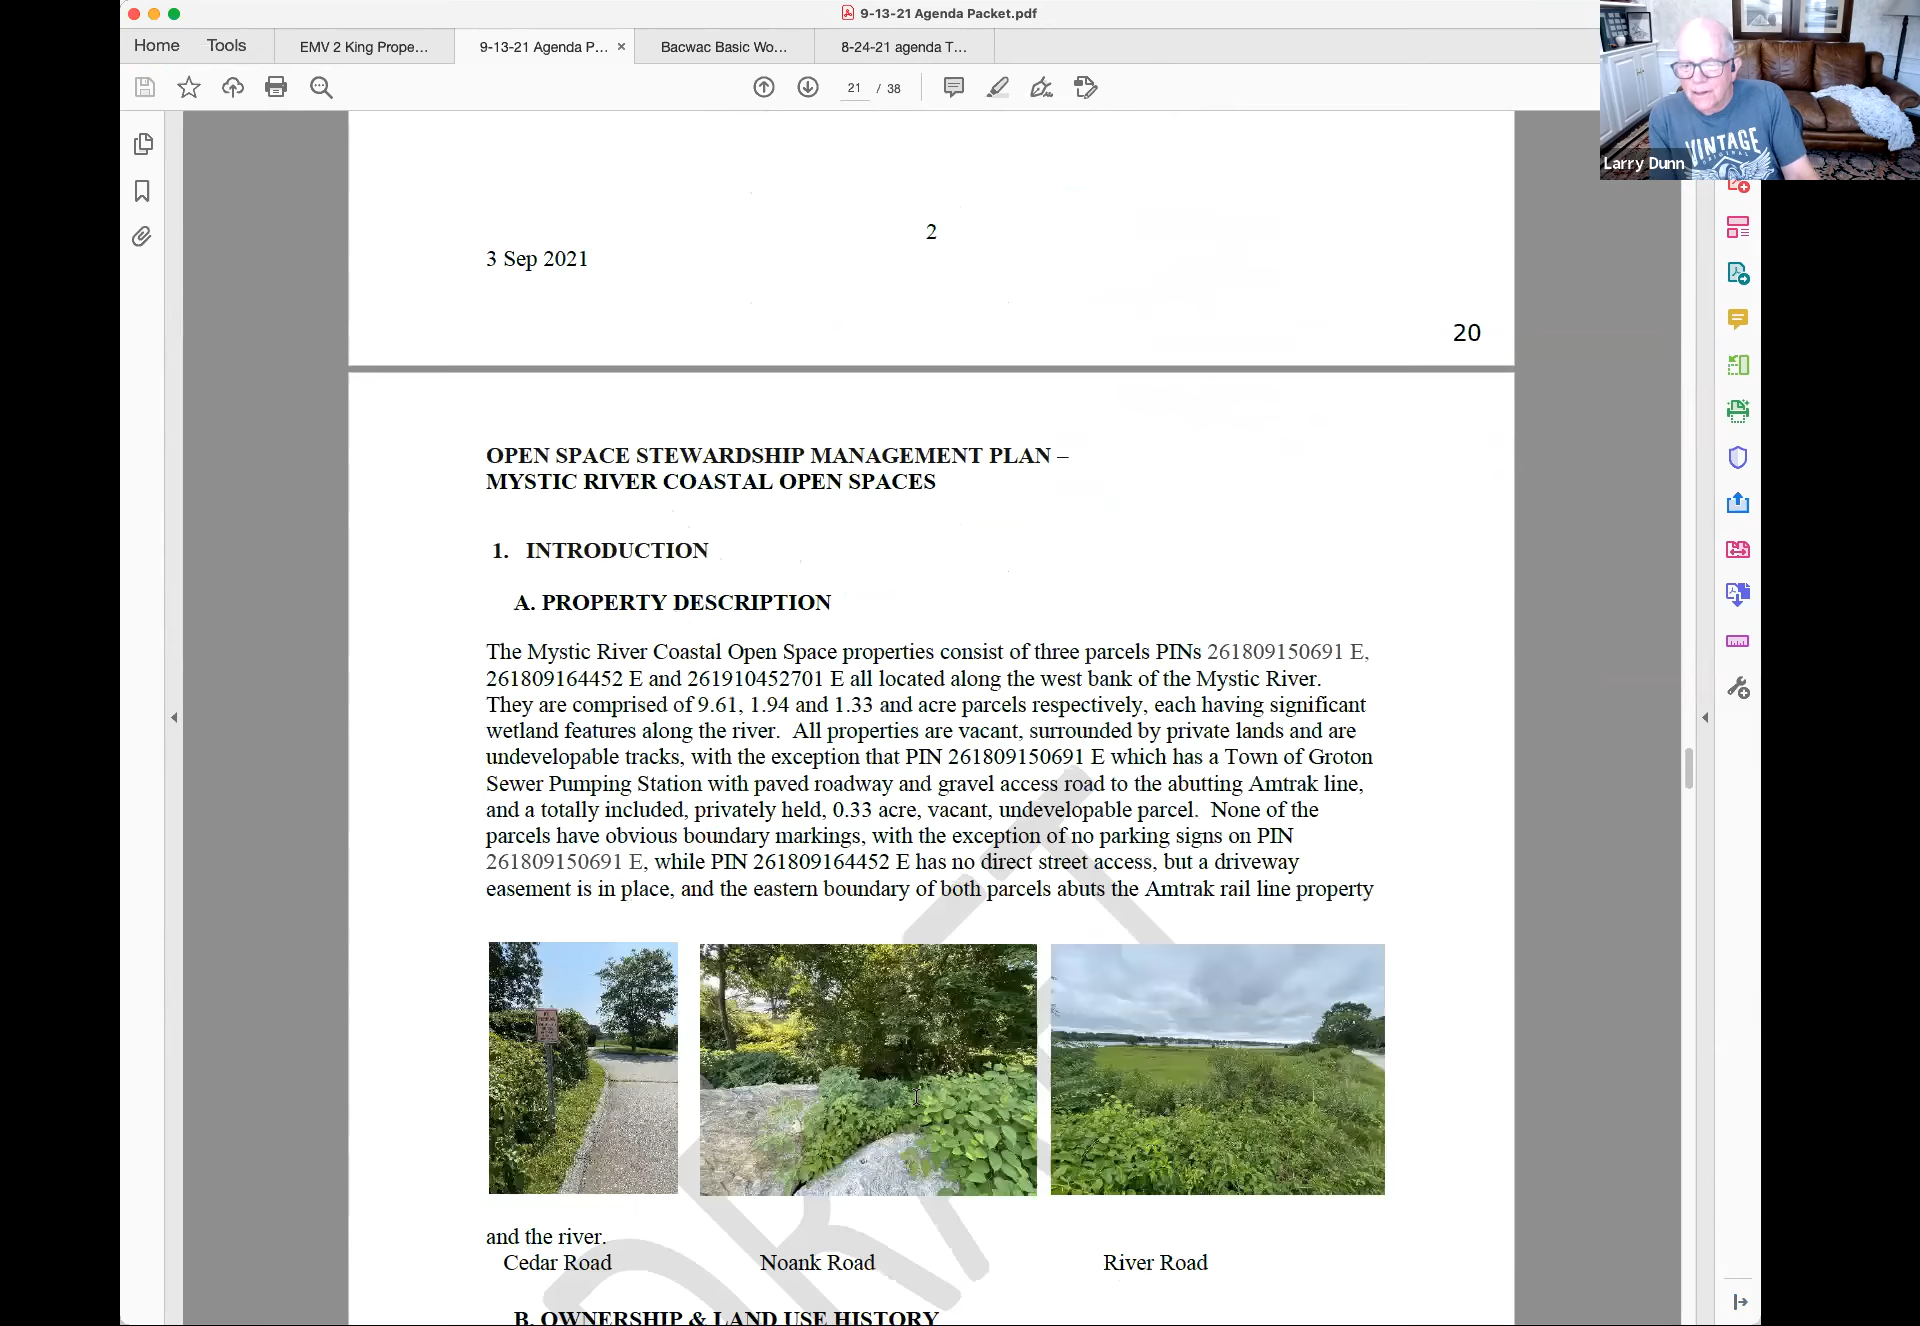 9-13-21 Agenda Packet.pdf
Home Tools EMV 2 King Prope... 9-13-21 Agenda P... × Bacwac Basic Wo... 8-24-21 agenda T...
21 / 38
VINTAGE
ORIGINAL
Larry Dunn
2
3 Sep 2021
20
OPEN SPACE STEWARDSHIP MANAGEMENT PLAN –
MYSTIC RIVER COASTAL OPEN SPACES
1. INTRODUCTION
A. PROPERTY DESCRIPTION
The Mystic River Coastal Open Space properties consist of three parcels PINs 261809150691 E,
261809164452 E and 261910452701 E all located along the west bank of the Mystic River.
They are comprised of 9.61, 1.94 and 1.33 and acre parcels respectively, each having significant
wetland features along the river. All properties are vacant, surrounded by private lands and are
undevelopable tracks, with the exception that PIN 261809150691 E which has a Town of Groton
Sewer Pumping Station with paved roadway and gravel access road to the abutting Amtrak line,
and a totally included, privately held, 0.33 acre, vacant, undevelopable parcel. None of the
parcels have obvious boundary markings, with the exception of no parking signs on PIN
261809150691 E, while PIN 261809164452 E has no direct street access, but a driveway
easement is in place, and the eastern boundary of both parcels abuts the Amtrak rail line property
and the river.
Cedar Road Noank Road River Road
B. OWNERSHIP & LAND USE HISTORY
DRAFT